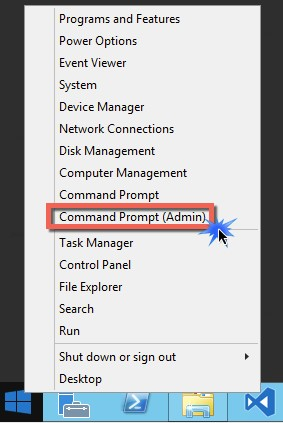 Programs and Features
Power Options
Event Viewer
System
Device Manager
Network Connections
Disk Management
Computer Management
Command Prompt
Command Prompt (Admin)
Task Manager
Control Panel
File Explorer
Search
Run
Shut down or sign out
Desktop